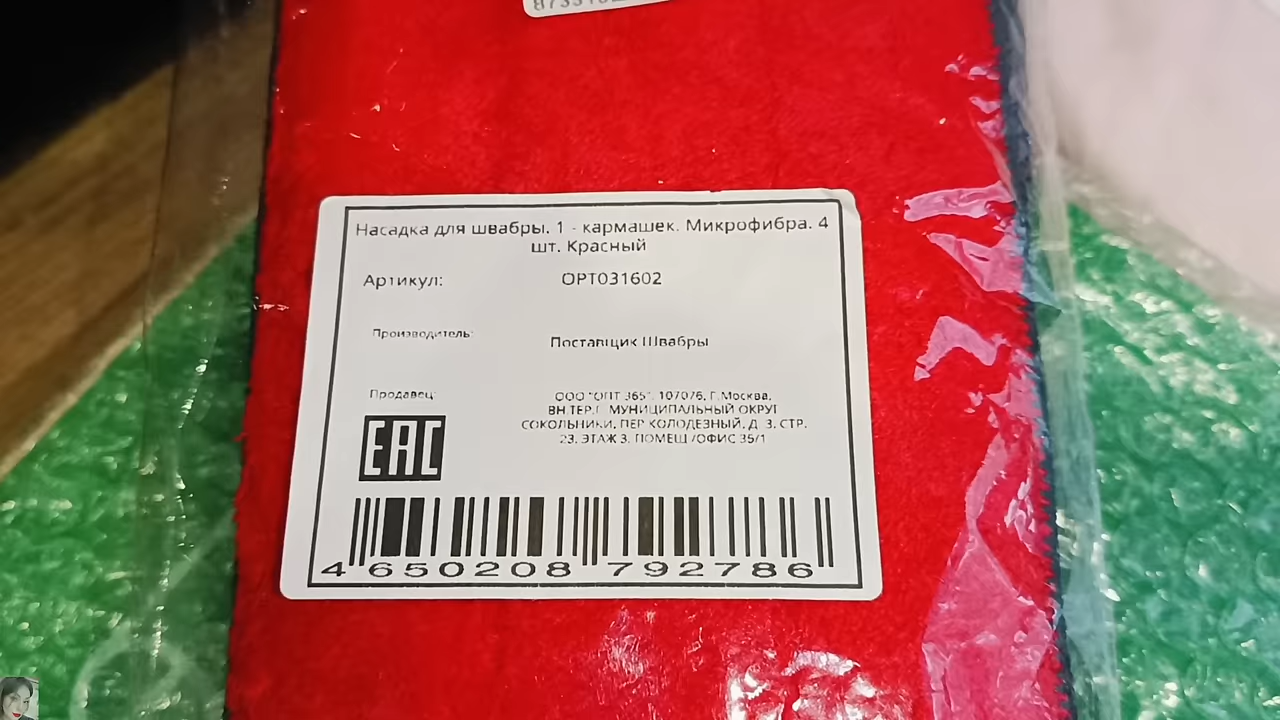 Насадка для швабры. 1 - кармашек. Микрофибра. 4
шт. Красный
Артикул: ОРТ031602
Производитель: Поставщик Швабры
Продавец: ООО "ОПТ 365", 107076, Г.Москва,
ВН.ТЕР.Г. МУНИЦИПАЛЬНЫЙ ОКРУГ
СОКОЛЬНИКИ, ПЕР КОЛОДЕЗНЫЙ, Д. 3, СТР.
23, ЭТАЖ 3, ПОМЕЩ./ОФИС 35/1
EAC
4 650208 792786